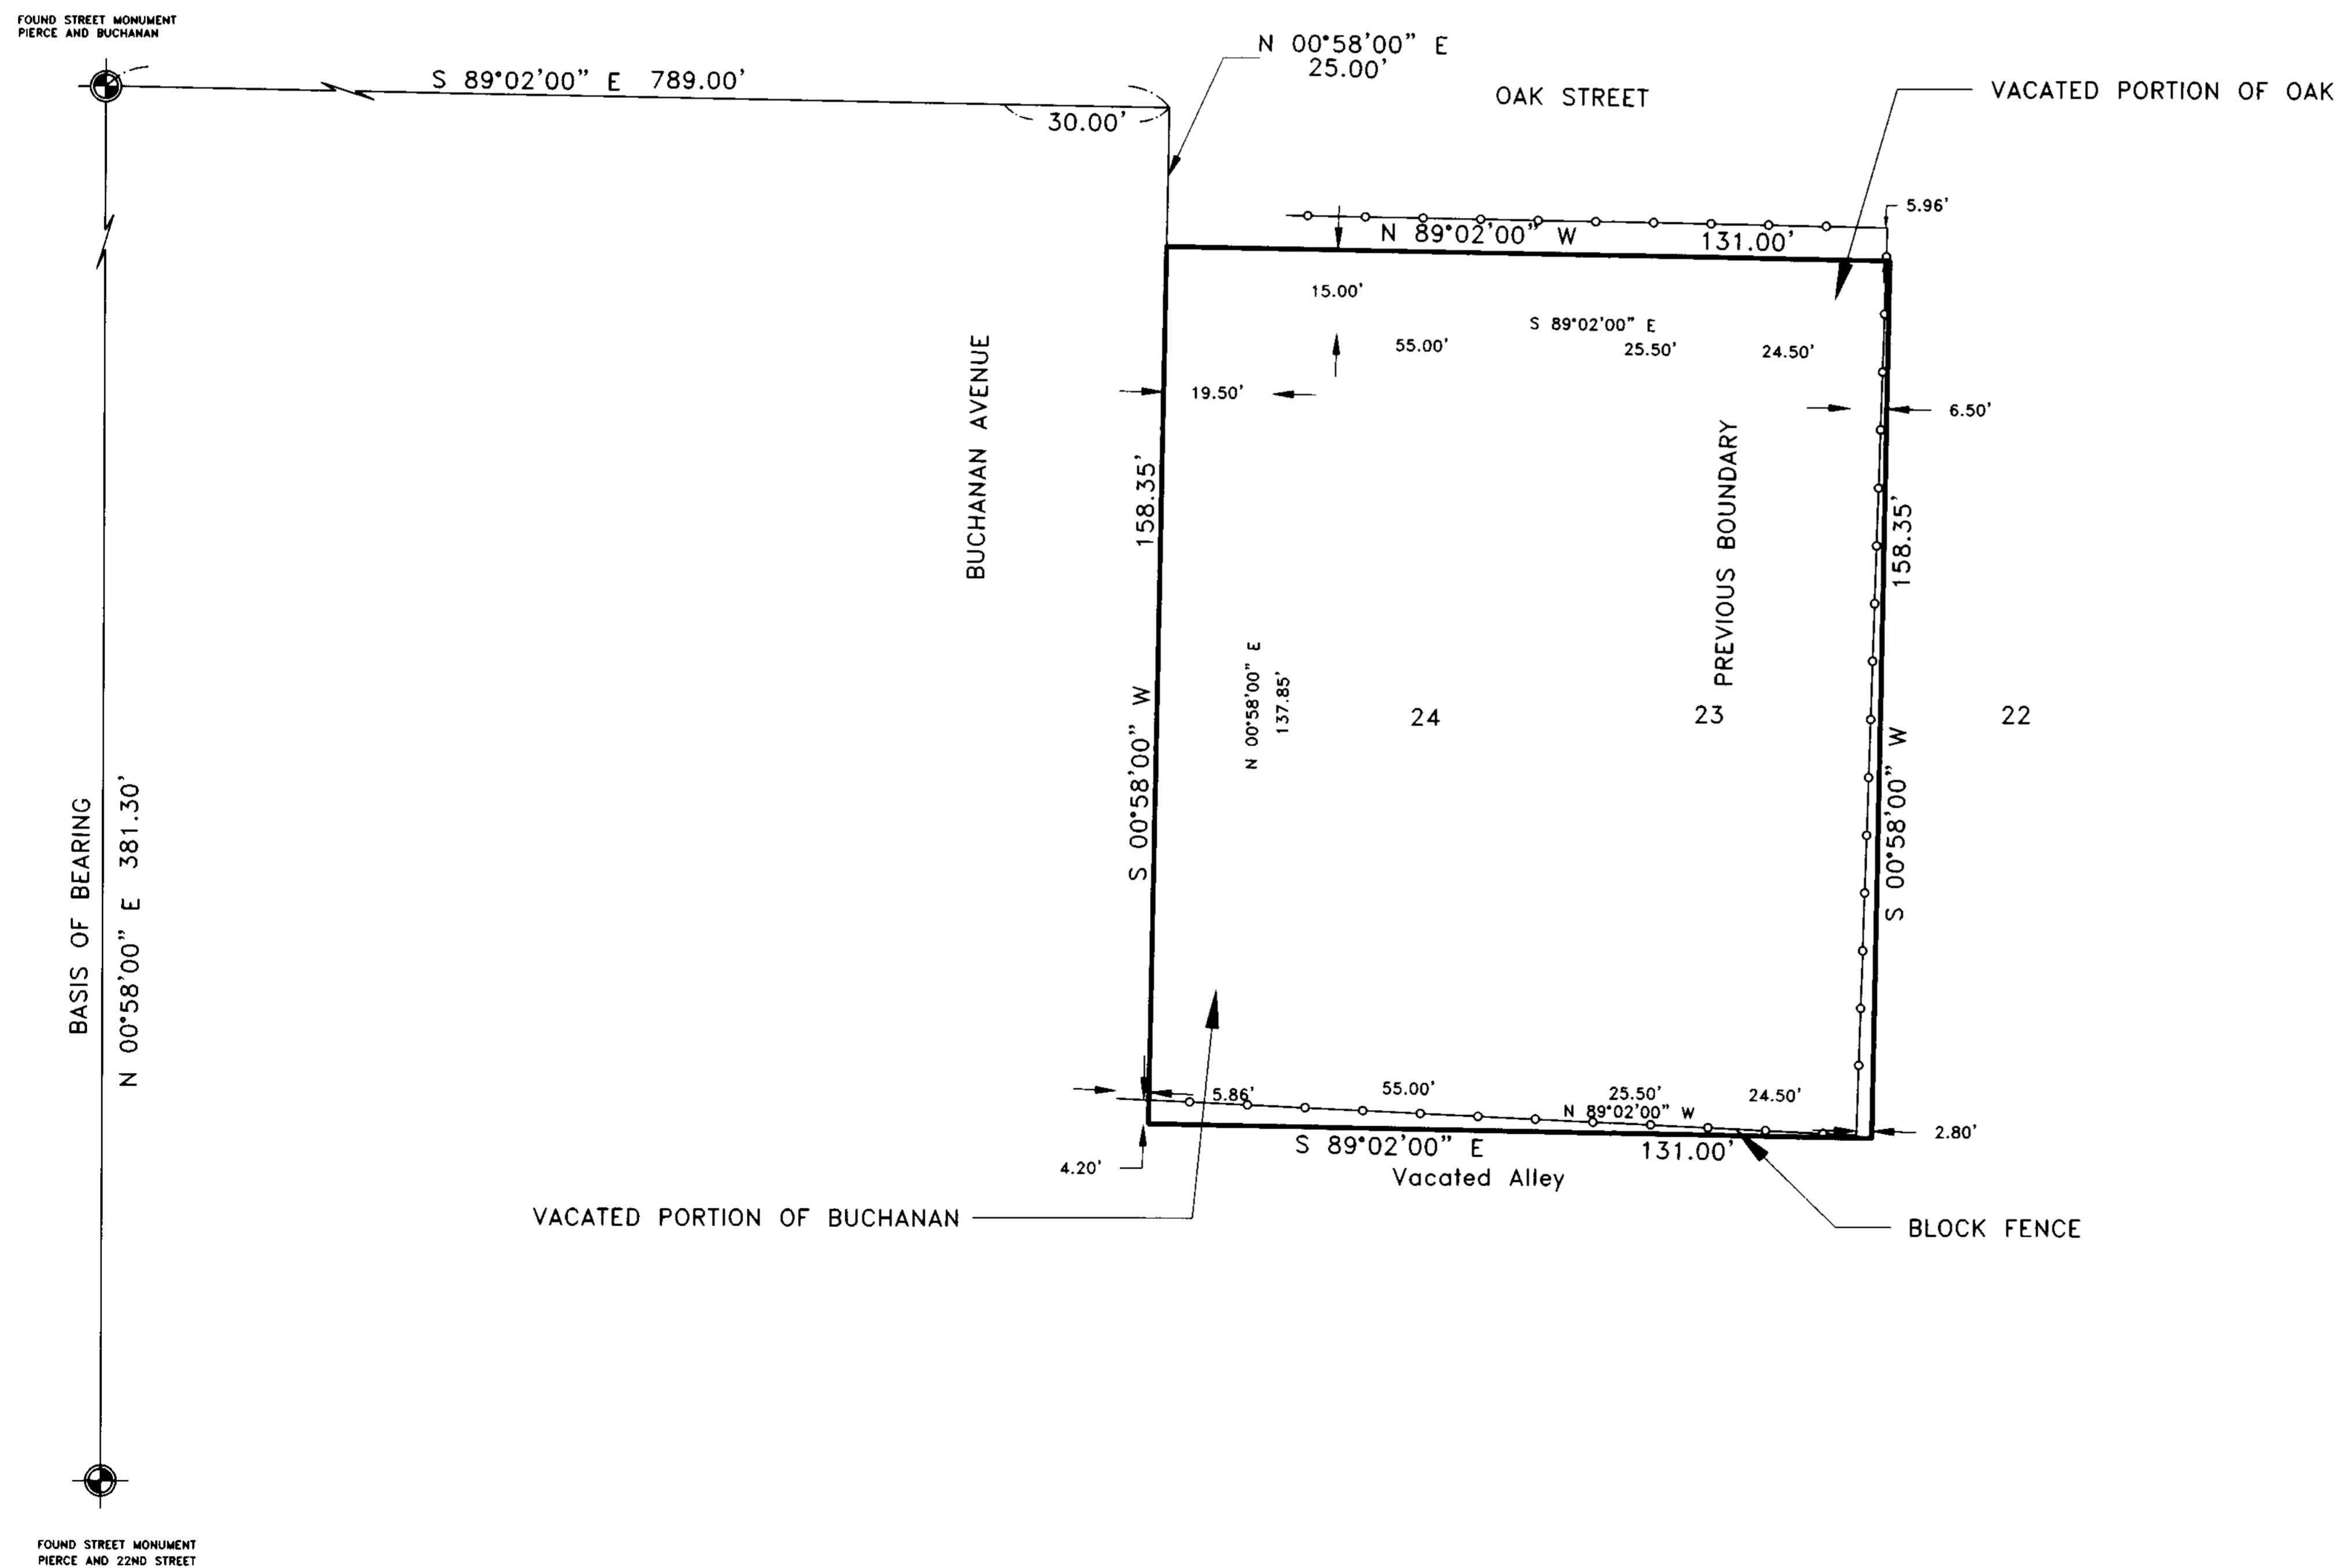 FOUND STREET MONUMENT
PIERCE AND BUCHANAN
S 89°02'00" E 789.00'
30.00'
N 00°58'00" E
25.00'
OAK STREET
VACATED PORTION OF OAK
5.96'
N 89°02'00" W 131.00'
15.00'
S 89°02'00" E
55.00' 25.50' 24.50'
19.50'
6.50'
BUCHANAN AVENUE
158.35'
S 00°58'00" W
N 00°58'00" E
137.85'
PREVIOUS BOUNDARY
158.35'
S 00°58'00" W
24 23 22
BASIS OF BEARING
N 00°58'00" E 381.30'
5.86'
55.00' 25.50' 24.50'
N 89°02'00" W
S 89°02'00" E 131.00'
2.80'
4.20'
Vacated Alley
VACATED PORTION OF BUCHANAN
BLOCK FENCE
FOUND STREET MONUMENT
PIERCE AND 22ND STREET